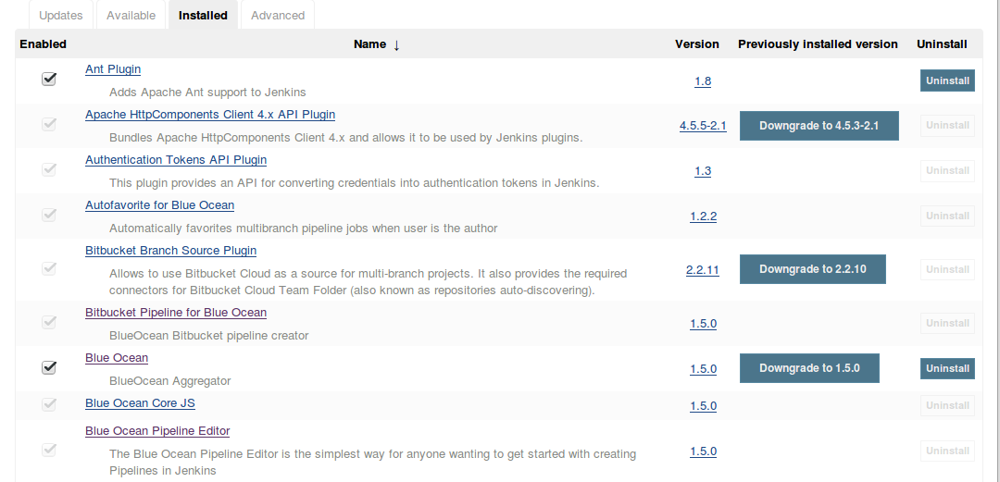 Updates Available Installed Advanced
Enabled Name ↓ Version Previously installed version Uninstall
Ant Plugin
Adds Apache Ant support to Jenkins
1.8 Uninstall
Apache HttpComponents Client 4.x API Plugin
Bundles Apache HttpComponents Client 4.x and allows it to be used by Jenkins plugins.
4.5.5-2.1 Downgrade to 4.5.3-2.1 Uninstall
Authentication Tokens API Plugin
This plugin provides an API for converting credentials into authentication tokens in Jenkins.
1.3 Uninstall
Autofavorite for Blue Ocean
Automatically favorites multibranch pipeline jobs when user is the author
1.2.2 Uninstall
Bitbucket Branch Source Plugin
Allows to use Bitbucket Cloud as a source for multi-branch projects. It also provides the required
connectors for Bitbucket Cloud Team Folder (also known as repositories auto-discovering).
2.2.11 Downgrade to 2.2.10 Uninstall
Bitbucket Pipeline for Blue Ocean
BlueOcean Bitbucket pipeline creator
1.5.0 Uninstall
Blue Ocean
BlueOcean Aggregator
1.5.0 Downgrade to 1.5.0 Uninstall
Blue Ocean Core JS
1.5.0 Uninstall
Blue Ocean Pipeline Editor
The Blue Ocean Pipeline Editor is the simplest way for anyone wanting to get started with creating
Pipelines in Jenkins
1.5.0 Uninstall